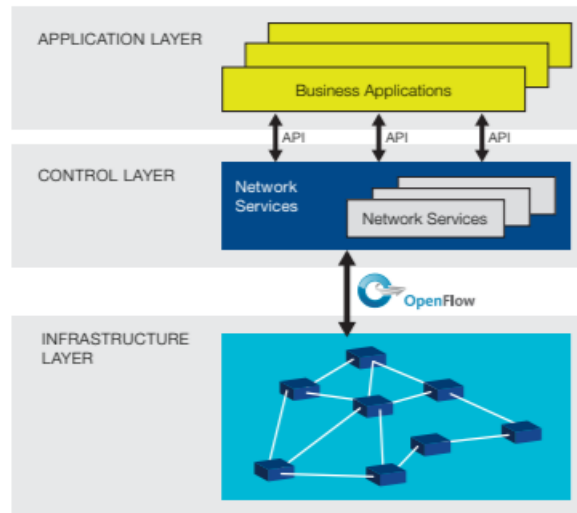 APPLICATION LAYER
Business Applications
API
API
API
CONTROL LAYER
Network
Services
Network Services
OpenFlow
INFRASTRUCTURE
LAYER